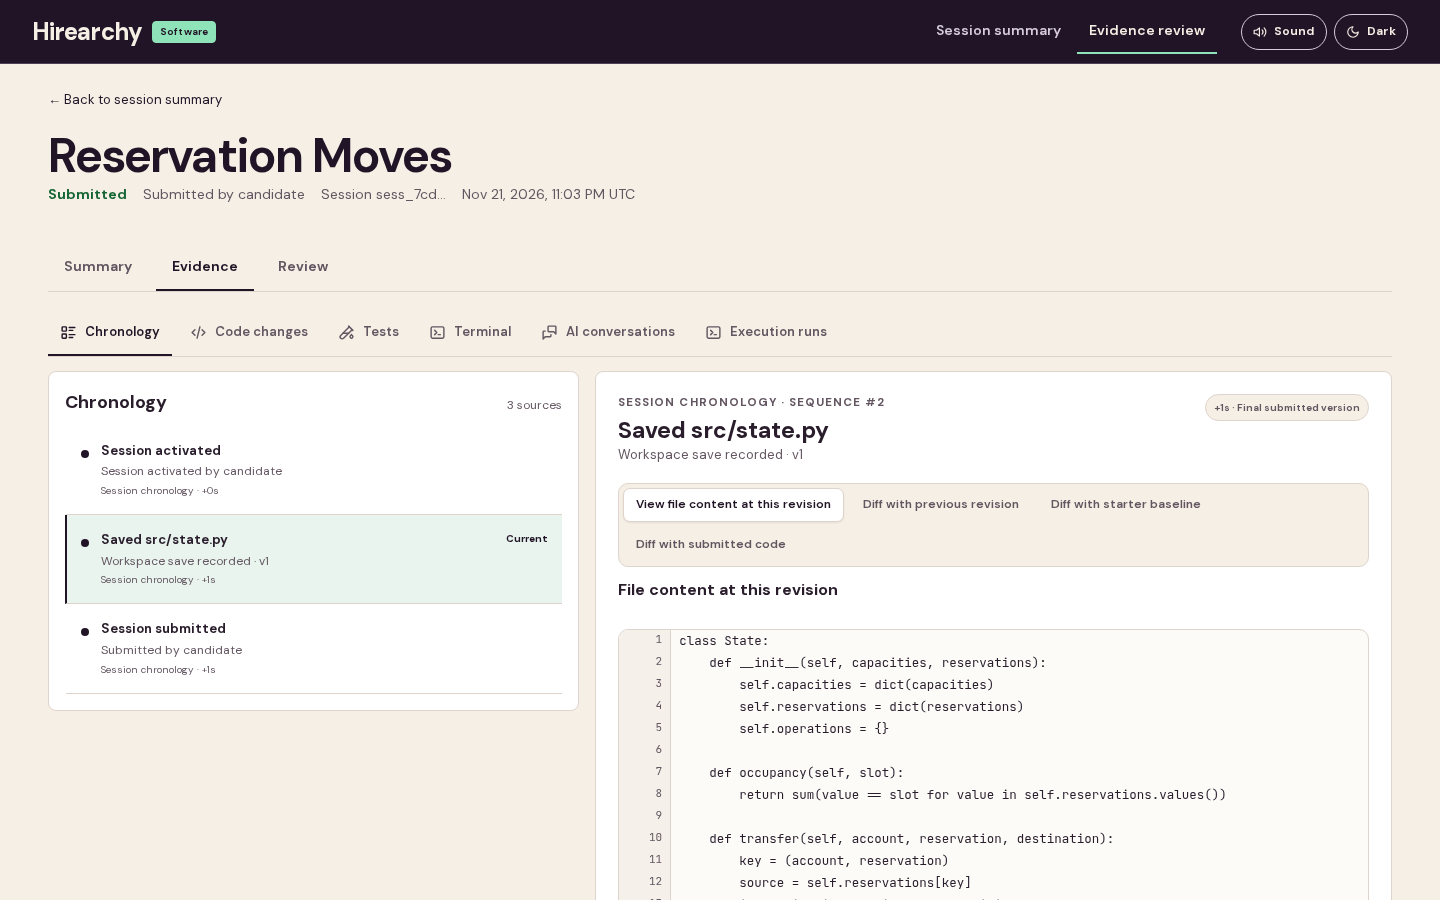 Hirearchy
Software
Session summary
Evidence review
Sound
Dark
← Back to session summary
Reservation Moves
Submitted Submitted by candidate Session sess_7cd... Nov 21, 2026, 11:03 PM UTC
Summary
Evidence
Review
Chronology
Code changes
Tests
Terminal
AI conversations
Execution runs
Chronology
3 sources
Session activated
Session activated by candidate
Session chronology · +0s
Saved src/state.py
Current
Workspace save recorded · v1
Session chronology · +1s
Session submitted
Submitted by candidate
Session chronology · +1s
SESSION CHRONOLOGY · SEQUENCE #2
+1s · Final submitted version
Saved src/state.py
Workspace save recorded · v1
View file content at this revision
Diff with previous revision
Diff with starter baseline
Diff with submitted code
File content at this revision
1 class State:
2     def __init__(self, capacities, reservations):
3         self.capacities = dict(capacities)
4         self.reservations = dict(reservations)
5         self.operations = {}
6
7     def occupancy(self, slot):
8         return sum(value == slot for value in self.reservations.values())
9
10     def transfer(self, account, reservation, destination):
11         key = (account, reservation)
12         source = self.reservations[key]